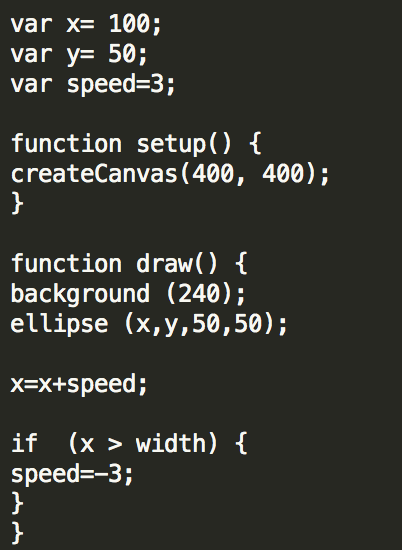 var x= 100;
var y= 50;
var speed=3;
function setup() {
createCanvas(400, 400);
}
function draw() {
background (240);
ellipse (x,y,50,50);
x=x+speed;
if  (x > width) {
speed=-3;
}
}